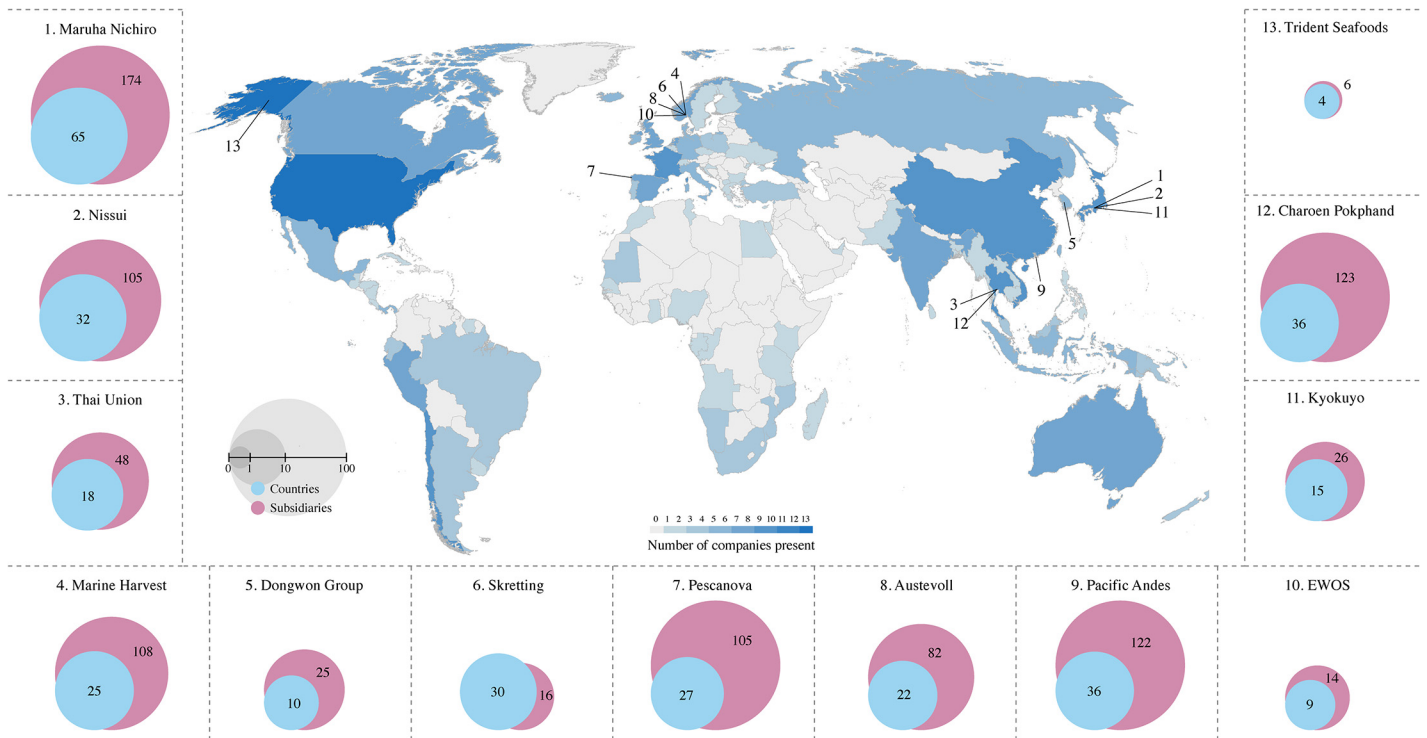 1. Maruha Nichiro
174
65
2. Nissui
105
32
3. Thai Union
48
18
13
4
6
8
10
7
1
2
11
5
9
3
12
0 1 10 100
Countries
Subsidiaries
0 1 2 3 4 5 6 7 8 9 10 11 12 13
Number of companies present
13. Trident Seafoods
6
4
12. Charoen Pokphand
123
36
11. Kyokuyo
26
15
4. Marine Harvest
108
25
5. Dongwon Group
25
10
6. Skretting
30
16
7. Pescanova
105
27
8. Austevoll
82
22
9. Pacific Andes
122
36
10. EWOS
14
9